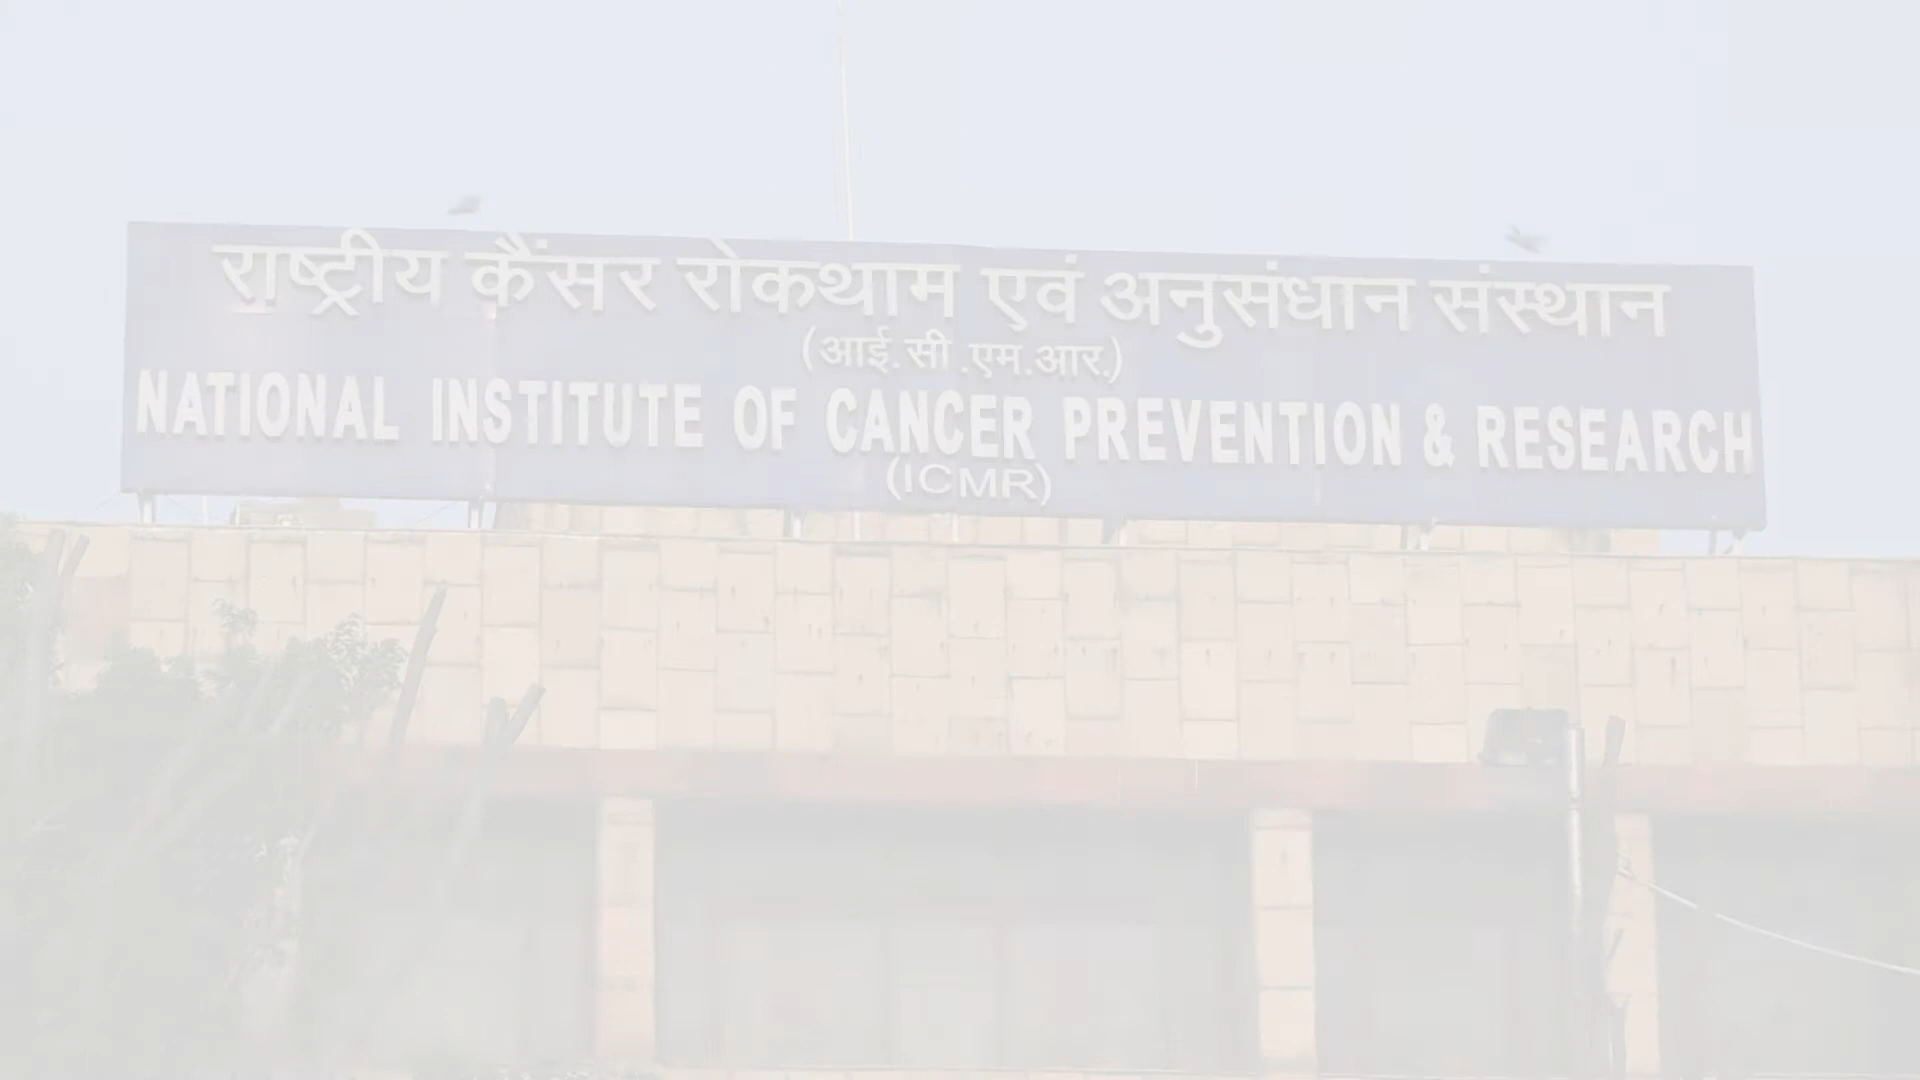 राष्ट्रीय कैंसर रोकथाम एवं अनुसंधान संस्थान
(आई.सी.एम.आर.)
NATIONAL INSTITUTE OF CANCER PREVENTION & RESEARCH
(ICMR)